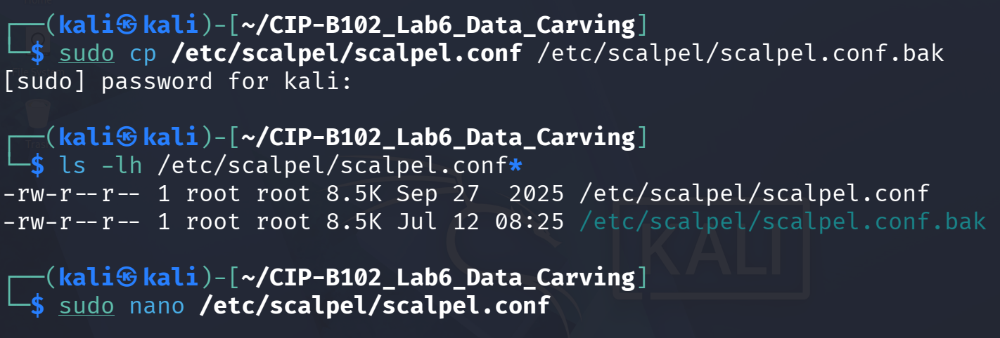 ┌──(kali㉿kali)-[~/CIP-B102_Lab6_Data_Carving]
└─$ sudo cp /etc/scalpel/scalpel.conf /etc/scalpel/scalpel.conf.bak
[sudo] password for kali:
┌──(kali㉿kali)-[~/CIP-B102_Lab6_Data_Carving]
└─$ ls -lh /etc/scalpel/scalpel.conf*
-rw-r--r-- 1 root root 8.5K Sep 27  2025 /etc/scalpel/scalpel.conf
-rw-r--r-- 1 root root 8.5K Jul 12 08:25 /etc/scalpel/scalpel.conf.bak
KALI
┌──(kali㉿kali)-[~/CIP-B102_Lab6_Data_Carving]
└─$ sudo nano /etc/scalpel/scalpel.conf